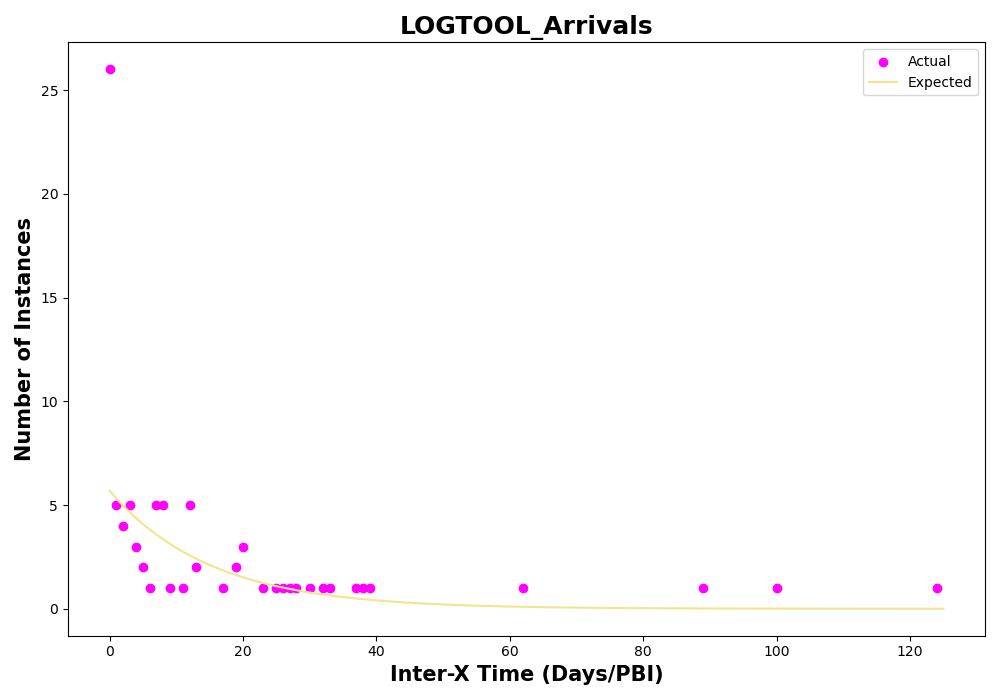 LOGTOOL_Arrivals
Actual
Expected
Number of Instances
25
20
15
10
5
0
0 20 40 60 80 100 120
Inter-X Time (Days/PBI)